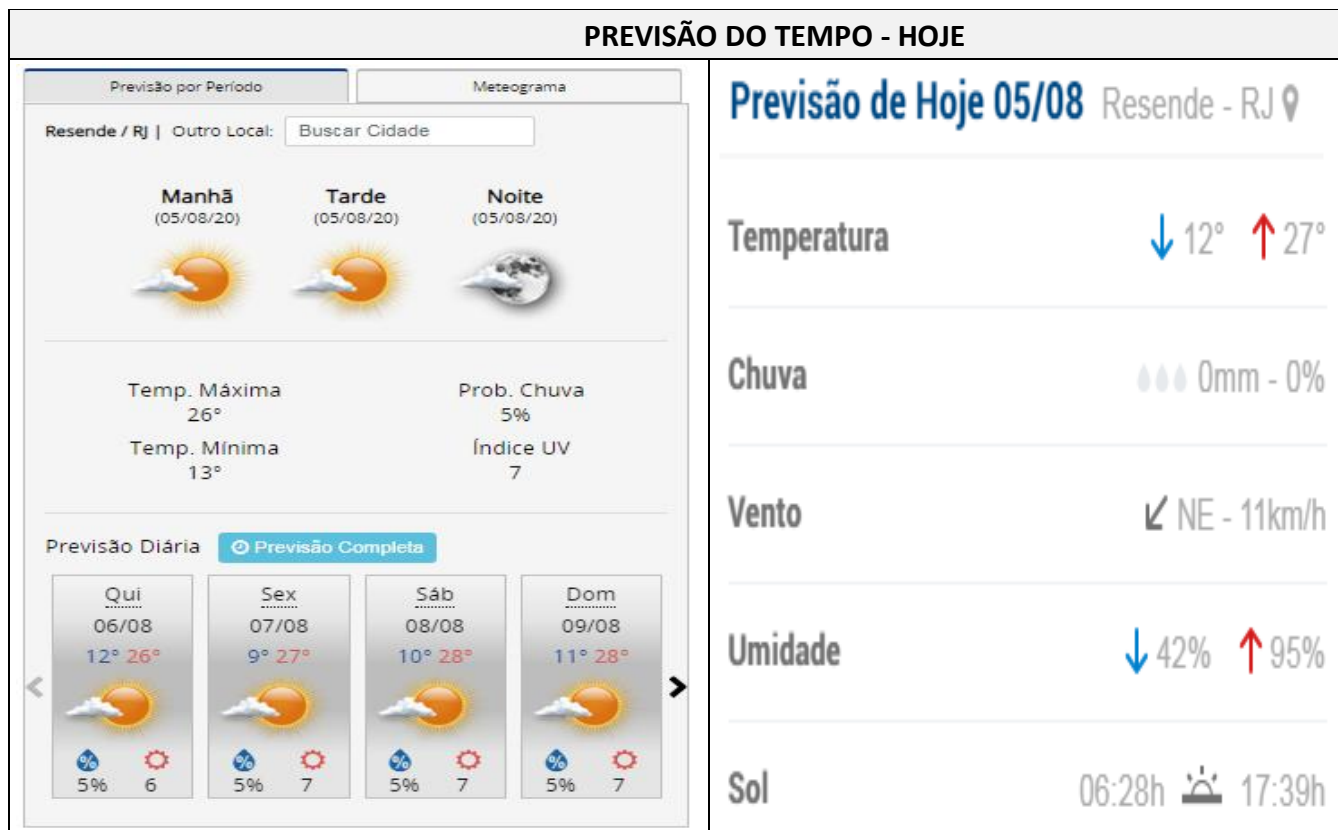 PREVISÃO DO TEMPO - HOJE
Previsão por Período Meteograma
Resende / RJ | Outro Local: Buscar Cidade
Manhã Tarde Noite
(05/08/20) (05/08/20) (05/08/20)
Temp. Máxima Prob. Chuva
26° 5%
Temp. Mínima Índice UV
13° 7
Previsão Diária Previsão Completa
Qui Sex Sáb Dom
06/08 07/08 08/08 09/08
12° 26° 9° 27° 10° 28° 11° 28°
% % % %
5% 6 5% 7 5% 7 5% 7
Previsão de Hoje 05/08 Resende - RJ
Temperatura 12° 27°
Chuva 0mm - 0%
Vento NE - 11km/h
Umidade 42% 95%
Sol 06:28h 17:39h